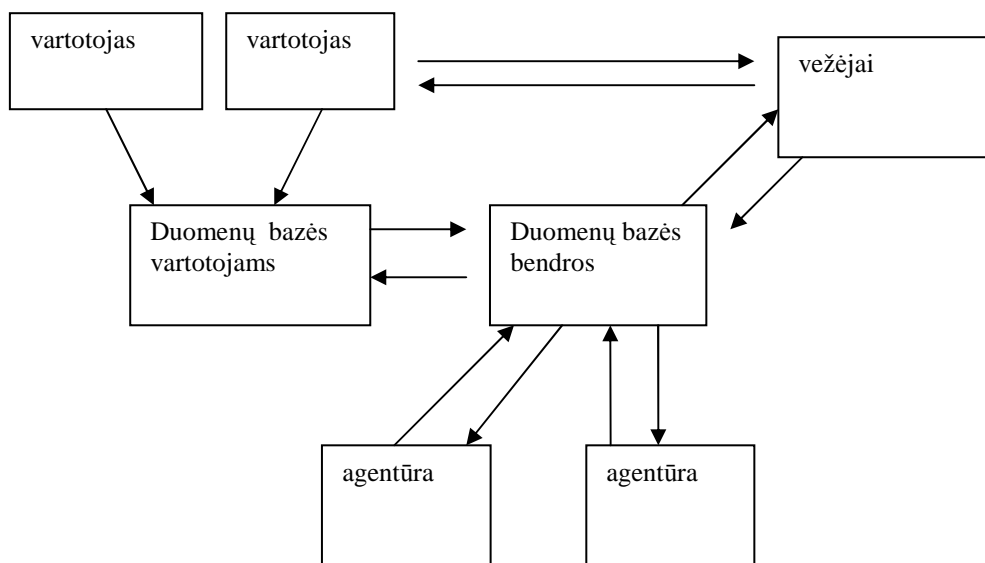 vartotojas
vartotojas
vežėjai
Duomenų bazės
vartotojams
Duomenų bazės
bendros
agentūra
agentūra